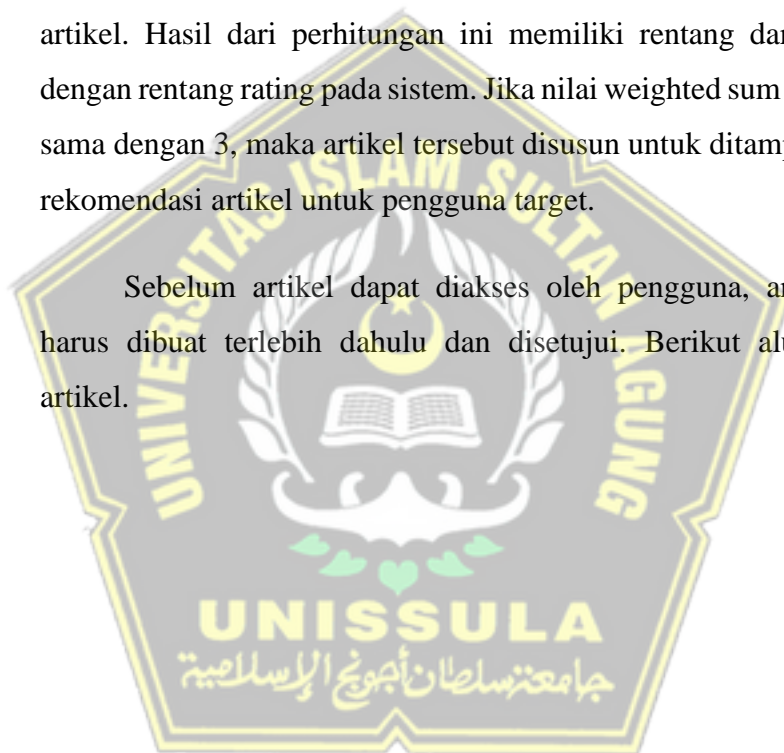 artikel. Hasil dari perhitungan ini memiliki rentang dar
dengan rentang rating pada sistem. Jika nilai weighted sum
sama dengan 3, maka artikel tersebut disusun untuk ditamp
rekomendasi artikel untuk pengguna target.
Sebelum artikel dapat diakses oleh pengguna, ar
harus dibuat terlebih dahulu dan disetujui. Berikut alu
artikel.
UNIVERSITAS ISLAM SULTAN AGUNG
UNISSULA
جامعة سلطان أجونج الإسلامية